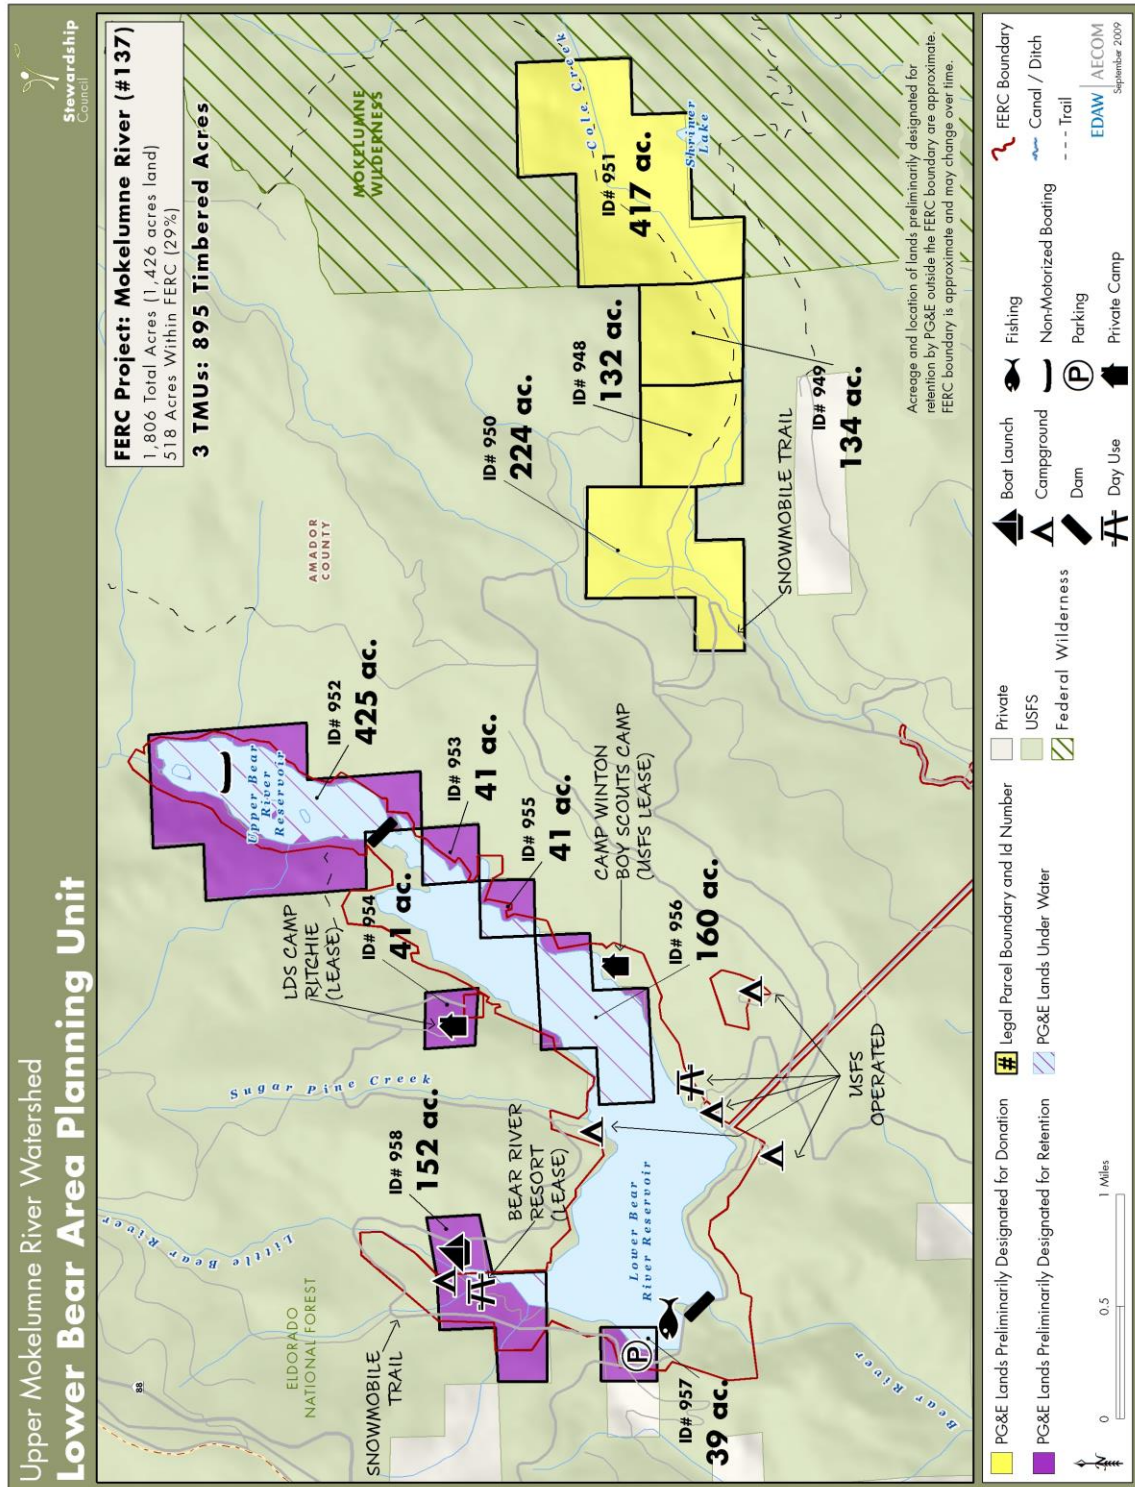 Upper Mokelumne River Watershed
Lower Bear Area Planning Unit
Stewardship
Council
FERC Project: Mokelumne River (#137)
1,806 Total Acres (1,426 acres land)
518 Acres Within FERC (29%)
3 TMUs: 895 Timbered Acres
MOKELUMNE
WILDERNESS
Cole Creek
Shriner
Lake
ID# 951
417 ac.
ID# 948
132 ac.
ID# 949
134 ac.
ID# 950
224 ac.
SNOWMOBILE TRAIL
AMADOR
COUNTY
Upper Bear
River
Reservoir
ID# 952
425 ac.
ID# 953
41 ac.
ID# 955
41 ac.
LDS CAMP
RITCHIE
(LEASE)
ID# 954
41 ac.
CAMP WINTON
BOY SCOUTS CAMP
(USFS LEASE)
ID# 956
160 ac.
Sugar Pine Creek
ID# 958
152 ac.
BEAR RIVER
RESORT
(LEASE)
USFS
OPERATED
Lower Bear
River Reservoir
Little Bear River
ELDORADO
NATIONAL FOREST
88
SNOWMOBILE
TRAIL
P
ID# 957
39 ac.
Bear River
Acreage and location of lands preliminarily designated for
retention by PG&E outside the FERC boundary are approximate.
FERC boundary is approximate and may change over time.
PG&E Lands Preliminarily Designated for Donation
PG&E Lands Preliminarily Designated for Retention
# Legal Parcel Boundary and Id Number
PG&E Lands Under Water
Private
USFS
Federal Wilderness
Boat Launch
Campground
Dam
Day Use
Fishing
Non-Motorized Boating
P Parking
Private Camp
FERC Boundary
Canal / Ditch
Trail
N
0 0.5 1 Miles
EDAW AECOM
September 2009